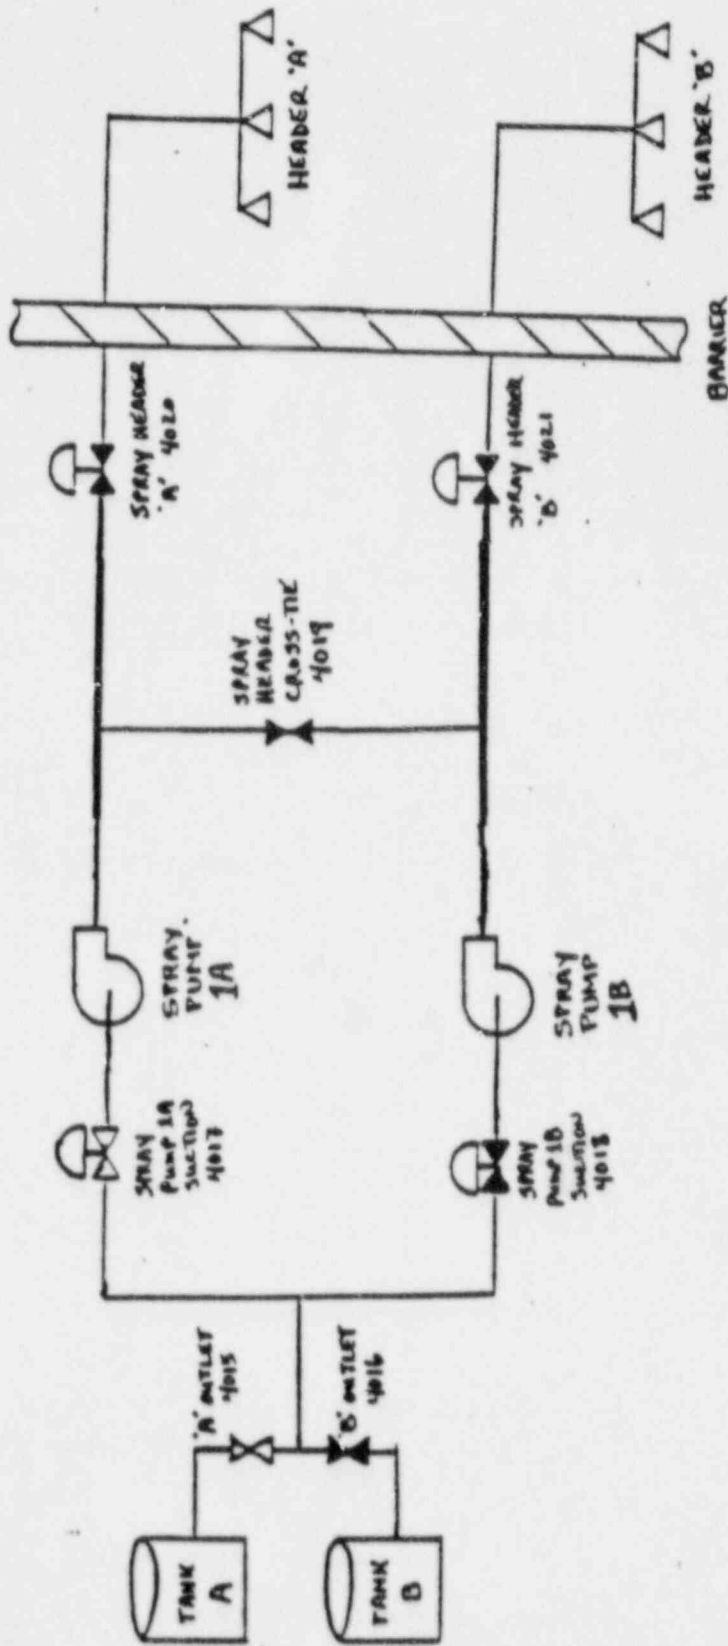 TANK
A
TANK
B
"A" OUTLET
4015
"B" OUTLET
4016
SPRAY
PUMP 1A
SUCTION
4017
SPRAY
PUMP 1B
SUCTION
4018
SPRAY
PUMP
1A
SPRAY
PUMP
1B
SPRAY
HEADER
CROSS-TIE
4019
SPRAY HEADER
"A" 4020
SPRAY HEADER
"B" 4021
BARRIER
HEADER "A"
HEADER "B"